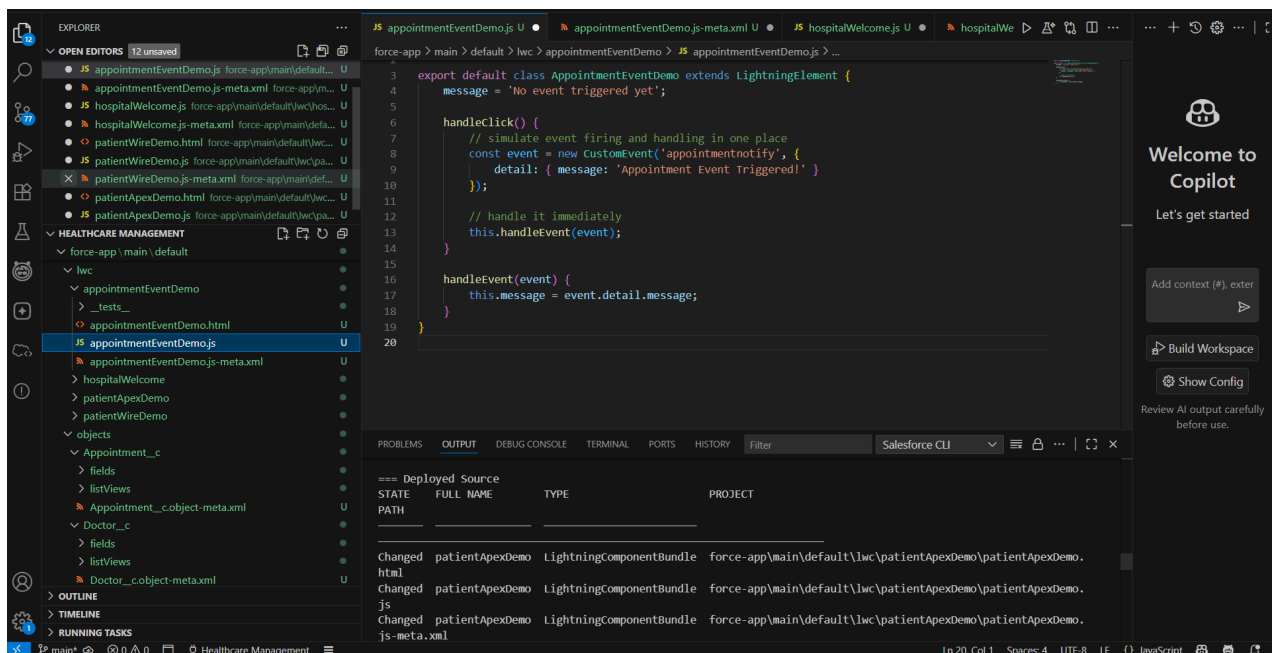 EXPLORER
OPEN EDITORS 12 unsaved
JS appointmentEventDemo.js force-app\main\default... U
appointmentEventDemo.js-meta.xml force-app\m... U
JS hospitalWelcome.js force-app\main\default\lwc\hos... U
hospitalWelcome.js-meta.xml force-app\main\defa... U
<> patientWireDemo.html force-app\main\default\lwc... U
JS patientWireDemo.js force-app\main\default\lwc\pa... U
patientWireDemo.js-meta.xml force-app\main\def... U
<> patientApexDemo.html force-app\main\default\lwc... U
JS patientApexDemo.js force-app\main\default\lwc\pa... U
HEALTHCARE MANAGEMENT
force-app\main\default
lwc
appointmentEventDemo
__tests__
<> appointmentEventDemo.html U
JS appointmentEventDemo.js U
appointmentEventDemo.js-meta.xml U
hospitalWelcome
patientApexDemo
patientWireDemo
objects
Appointment__c
fields
listViews
Appointment__c.object-meta.xml U
Doctor__c
fields
listViews
Doctor__c.object-meta.xml U
OUTLINE
TIMELINE
RUNNING TASKS
12
77
1
JS appointmentEventDemo.js U
appointmentEventDemo.js-meta.xml U
JS hospitalWelcome.js U
hospitalWe
force-app > main > default > lwc > appointmentEventDemo > JS appointmentEventDemo.js > ...
3 export default class AppointmentEventDemo extends LightningElement {
4 message = 'No event triggered yet';
5
6 handleClick() {
7 // simulate event firing and handling in one place
8 const event = new CustomEvent('appointmentnotify', {
9 detail: { message: 'Appointment Event Triggered!' }
10 });
11
12 // handle it immediately
13 this.handleEvent(event);
14 }
15
16 handleEvent(event) {
17 this.message = event.detail.message;
18 }
19 }
20
PROBLEMS OUTPUT DEBUG CONSOLE TERMINAL PORTS HISTORY Filter Salesforce CLI
=== Deployed Source
STATE FULL NAME TYPE PROJECT
PATH
Changed patientApexDemo LightningComponentBundle force-app\main\default\lwc\patientApexDemo\patientApexDemo.
html
Changed patientApexDemo LightningComponentBundle force-app\main\default\lwc\patientApexDemo\patientApexDemo.
js
Changed patientApexDemo LightningComponentBundle force-app\main\default\lwc\patientApexDemo\patientApexDemo.
js-meta.xml
Welcome to
Copilot
Let's get started
Add context (#), exter
Build Workspace
Show Config
Review AI output carefully
before use.
main* 0 0 Healthcare Management Ln 20, Col 1 Spaces: 4 UTF-8 LF {} JavaScript